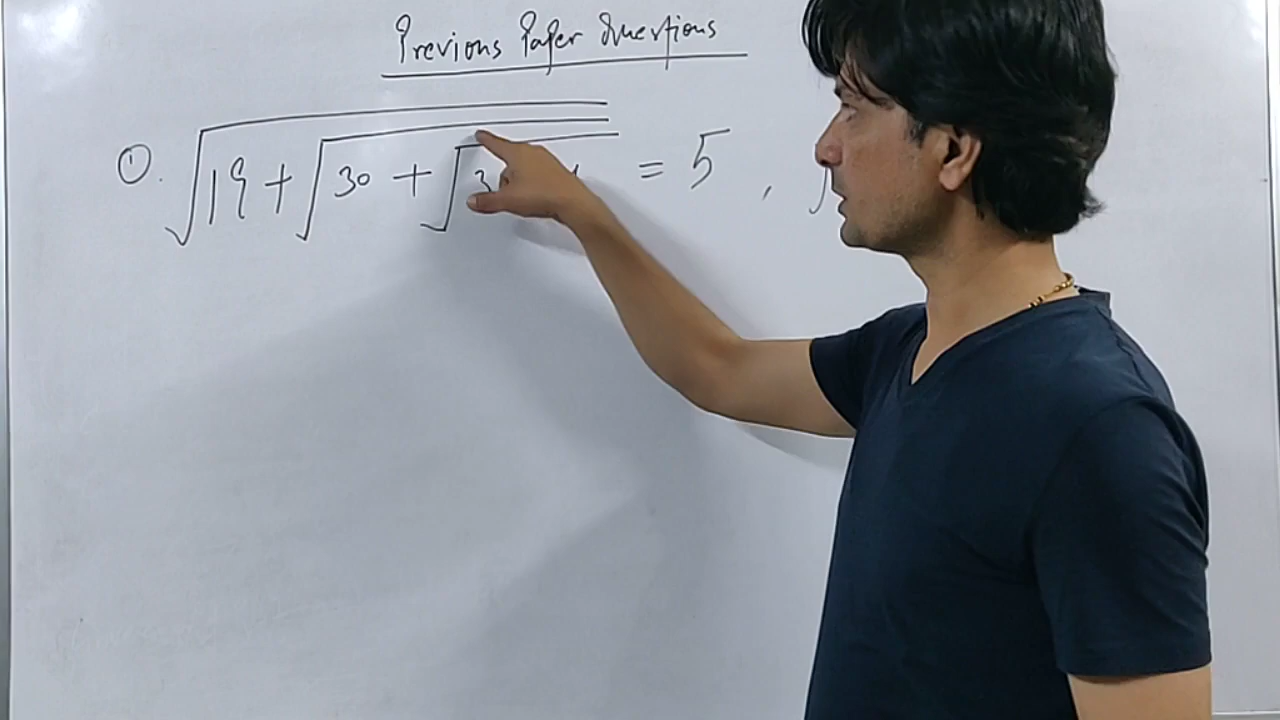 Previous Paper Questions
①. √19 + √30 + √3 = 5 , √